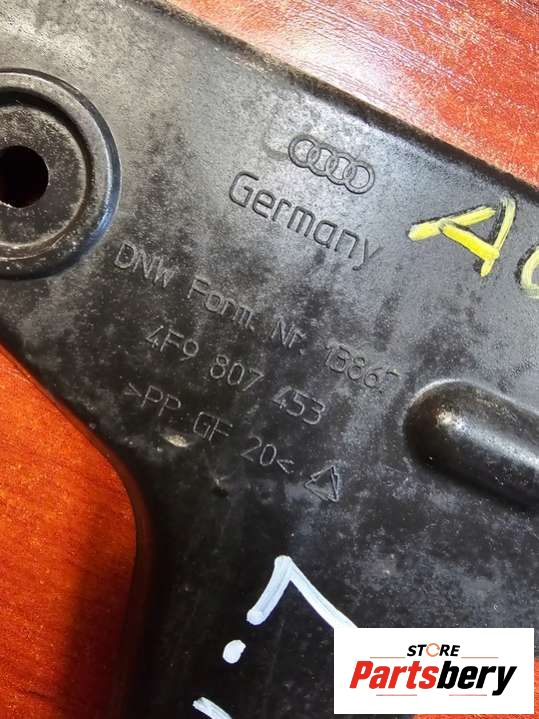 Germany
DNW Form. Nr. 13867
4F9 807 453
>PP GF 20<
STORE
Partsbery